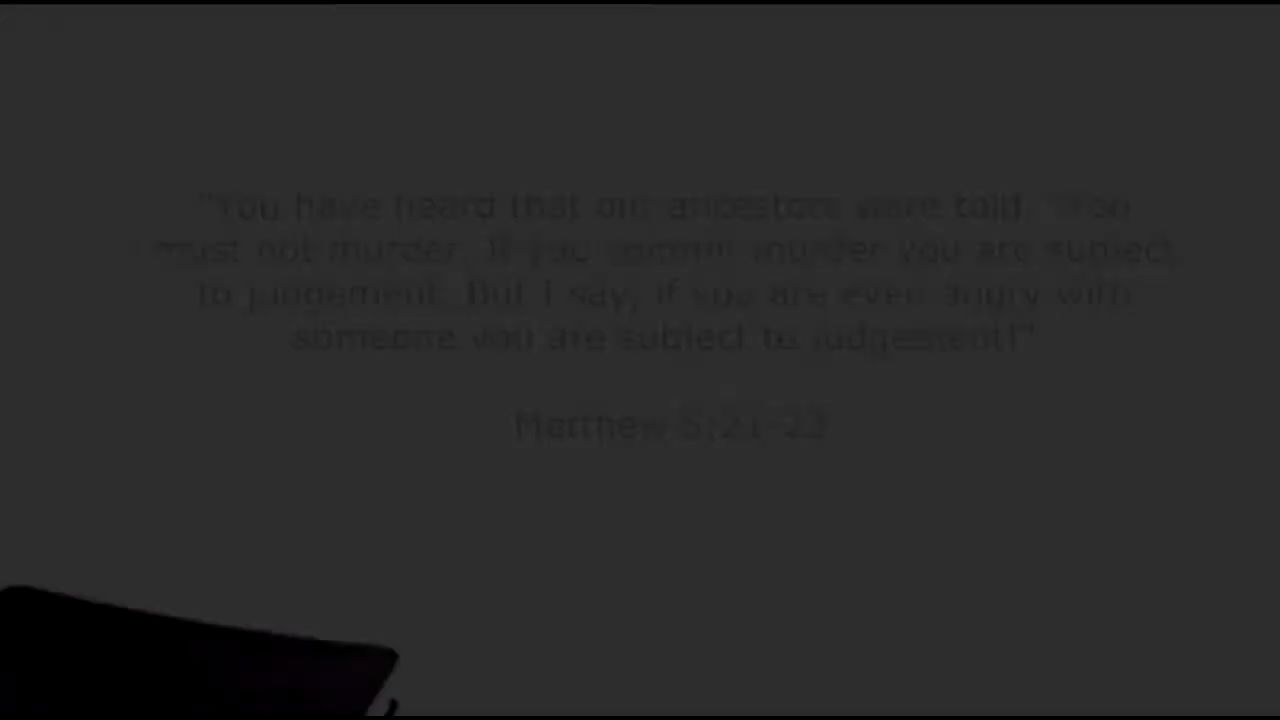 "You have heard that our ancestors were told, "You
must not murder. If you commit murder you are subject
to judgement. But I say, if you are even angry with
someone you are subject to judgement!"
Matthew 5:21-22